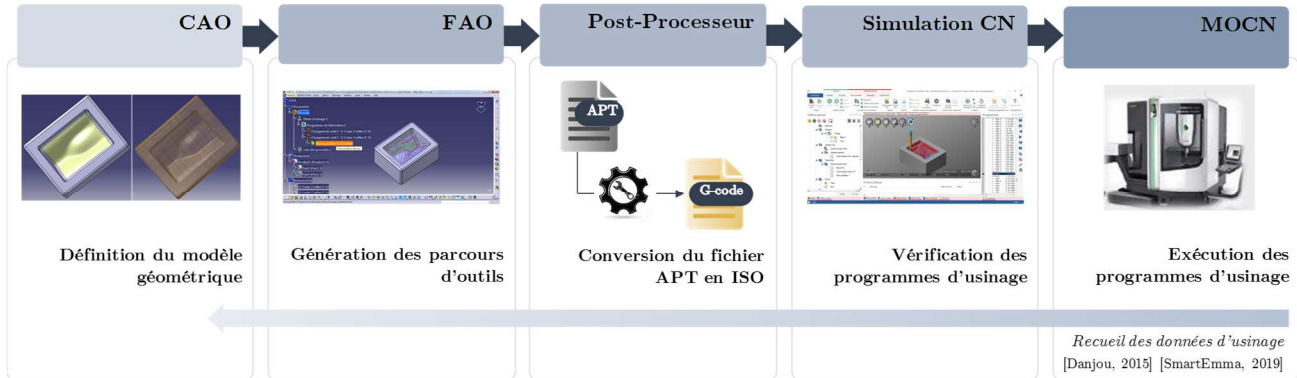 CAO
FAO
Post-Processeur
Simulation CN
MOCN
APT
G-code
Définition du modèle
géométrique
Génération des parcours
d'outils
Conversion du fichier
APT en ISO
Vérification des
programmes d'usinage
Exécution des
programmes d'usinage
Recueil des données d'usinage
[Danjou, 2015] [SmartEmma, 2019]